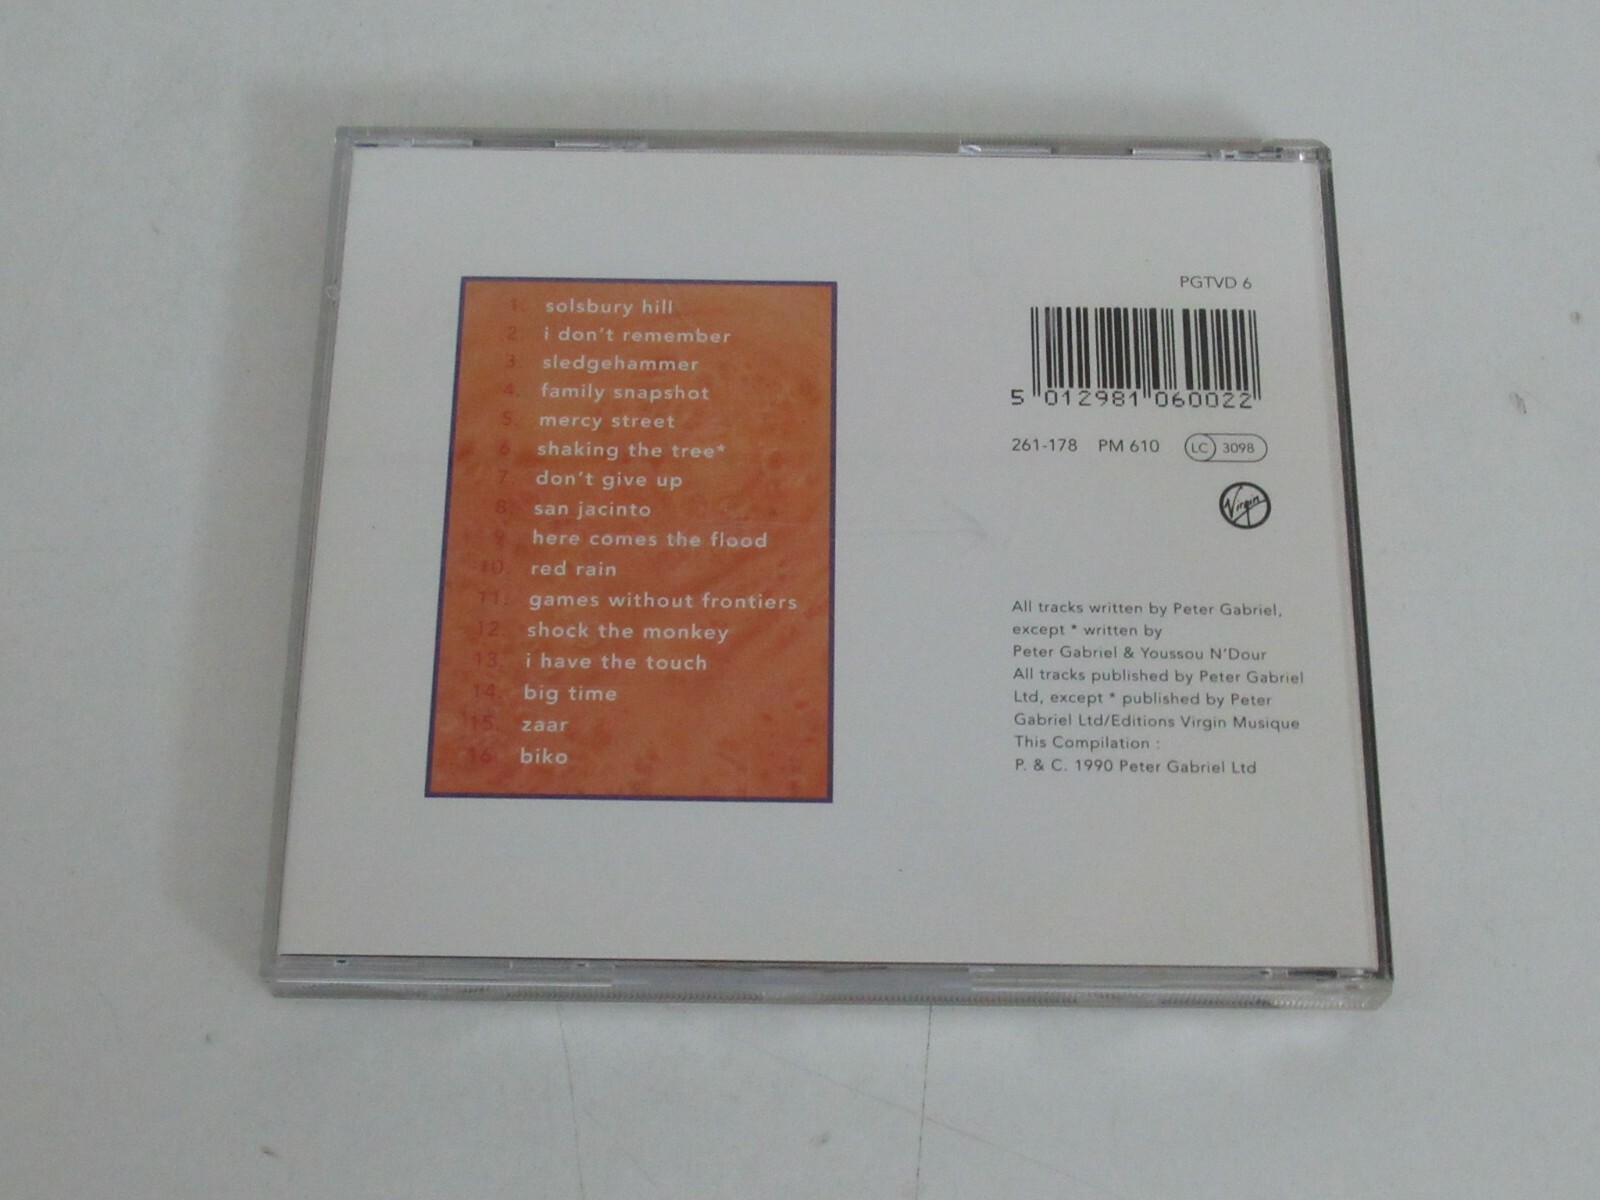 1. solsbury hill
2. i don't remember
3. sledgehammer
4. family snapshot
5. mercy street
6 shaking the tree*
7. don't give up
8. san jacinto
9 here comes the flood
10. red rain
11. games without frontiers
12. shock the monkey
13. i have the touch
14. big time
15. zaar
16 biko
PGTVD 6
5 012981 060022
261-178 PM 610 LC 3098
Virgin
All tracks written by Peter Gabriel,
except * written by
Peter Gabriel & Youssou N'Dour
All tracks published by Peter Gabriel
Ltd, except * published by Peter
Gabriel Ltd/Editions Virgin Musique
This Compilation :
P. & C. 1990 Peter Gabriel Ltd